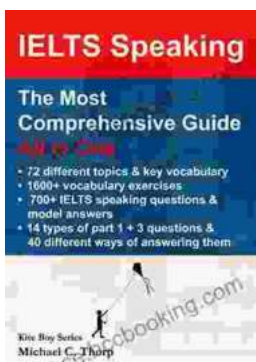 IELTS Speaking
The Most
Comprehensive Guide
All in One
• 72 different topics & key vocabulary
• 1600+ vocabulary exercises
• 700+ IELTS speaking questions &
model answers
• 14 types of part 1 + 3 questions &
40 different ways of answering them
Kite Boy Series
Michael C. Thorp